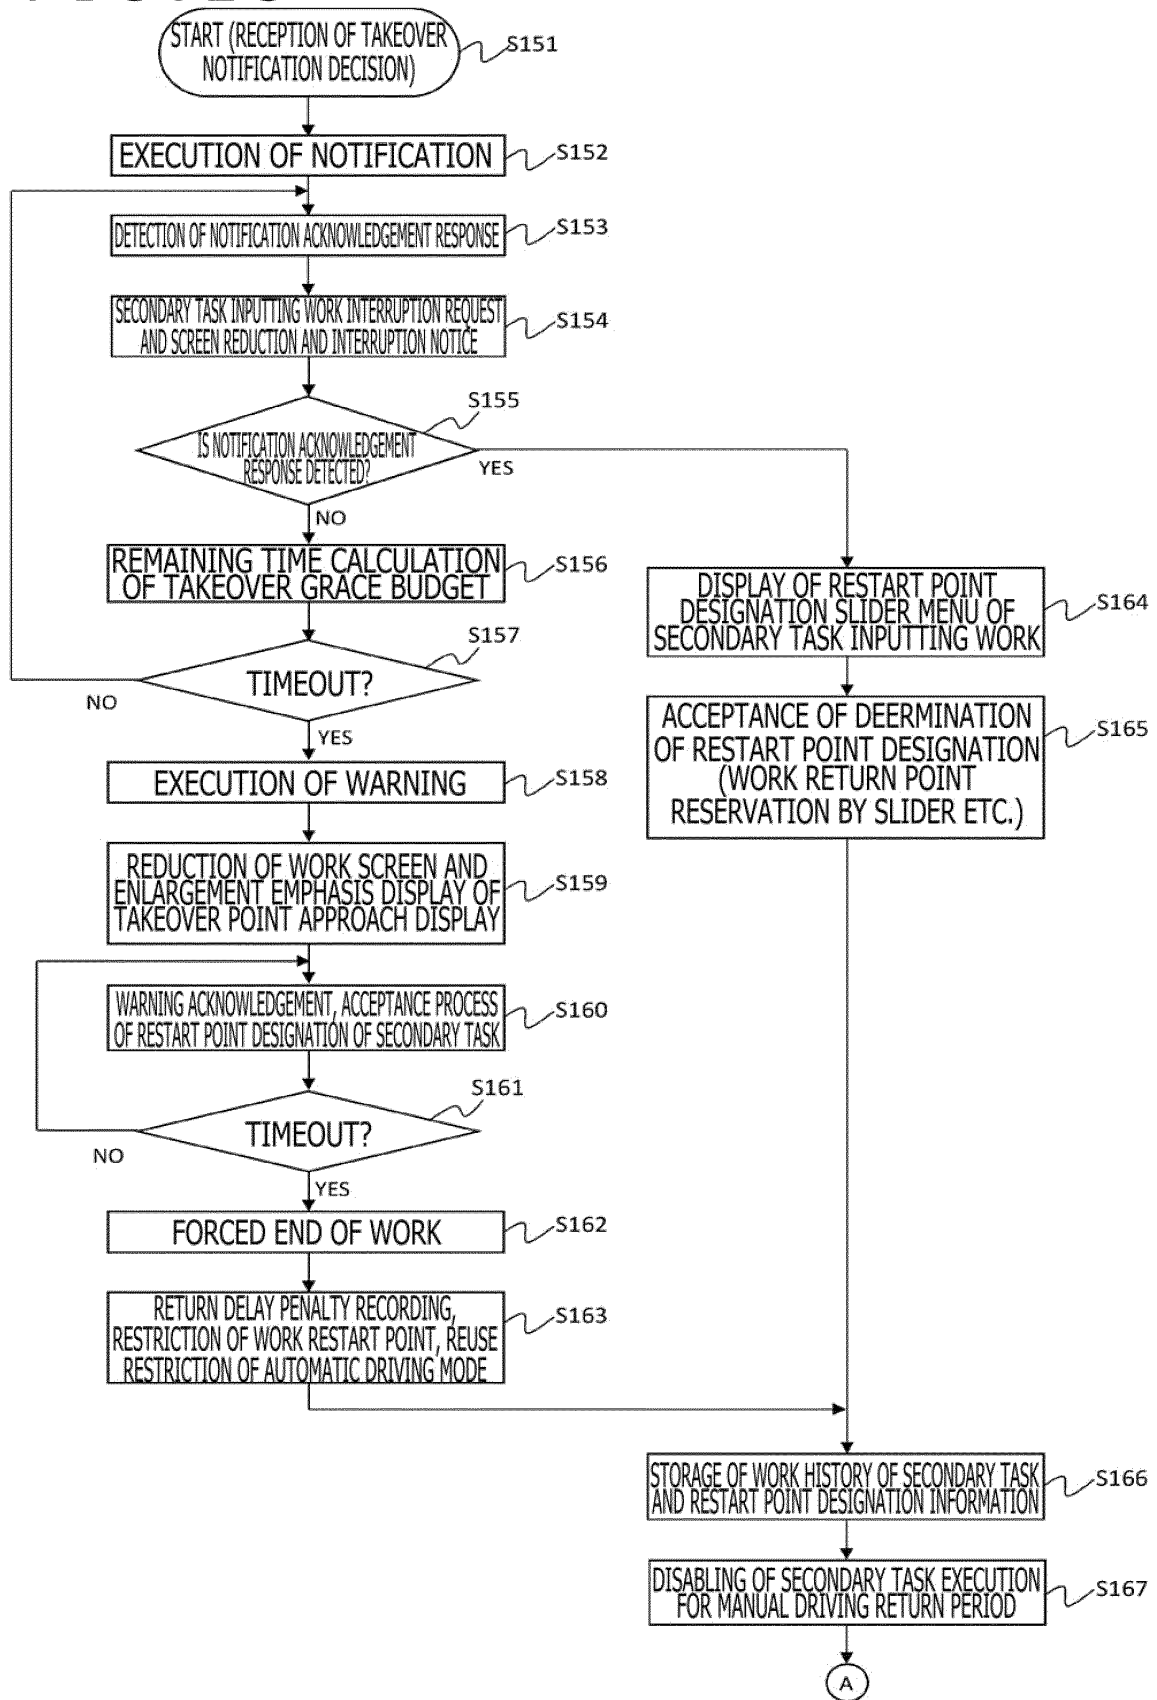 START (RECEPTION OF TAKEOVER
NOTIFICATION DECISION)
S151
EXECUTION OF NOTIFICATION
S152
DETECTION OF NOTIFICATION ACKNOWLEDGEMENT RESPONSE
S153
SECONDARY TASK INPUTTING WORK INTERRUPTION REQUEST
AND SCREEN REDUCTION AND INTERRUPTION NOTICE
S154
S155
IS NOTIFICATION ACKNOWLEDGEMENT
RESPONSE DETECTED?
YES
NO
REMAINING TIME CALCULATION
OF TAKEOVER GRACE BUDGET
S156
S157
TIMEOUT?
NO
YES
EXECUTION OF WARNING
S158
REDUCTION OF WORK SCREEN AND
ENLARGEMENT EMPHASIS DISPLAY OF
TAKEOVER POINT APPROACH DISPLAY
S159
WARNING ACKNOWLEDGEMENT, ACCEPTANCE PROCESS
OF RESTART POINT DESIGNATION OF SECONDARY TASK
S160
S161
TIMEOUT?
NO
YES
FORCED END OF WORK
S162
RETURN DELAY PENALTY RECORDING,
RESTRICTION OF WORK RESTART POINT, REUSE
RESTRICTION OF AUTOMATIC DRIVING MODE
S163
DISPLAY OF RESTART POINT
DESIGNATION SLIDER MENU OF
SECONDARY TASK INPUTTING WORK
S164
ACCEPTANCE OF DEERMINATION
OF RESTART POINT DESIGNATION
(WORK RETURN POINT
RESERVATION BY SLIDER ETC.)
S165
STORAGE OF WORK HISTORY OF SECONDARY TASK
AND RESTART POINT DESIGNATION INFORMATION
S166
DISABLING OF SECONDARY TASK EXECUTION
FOR MANUAL DRIVING RETURN PERIOD
S167
A